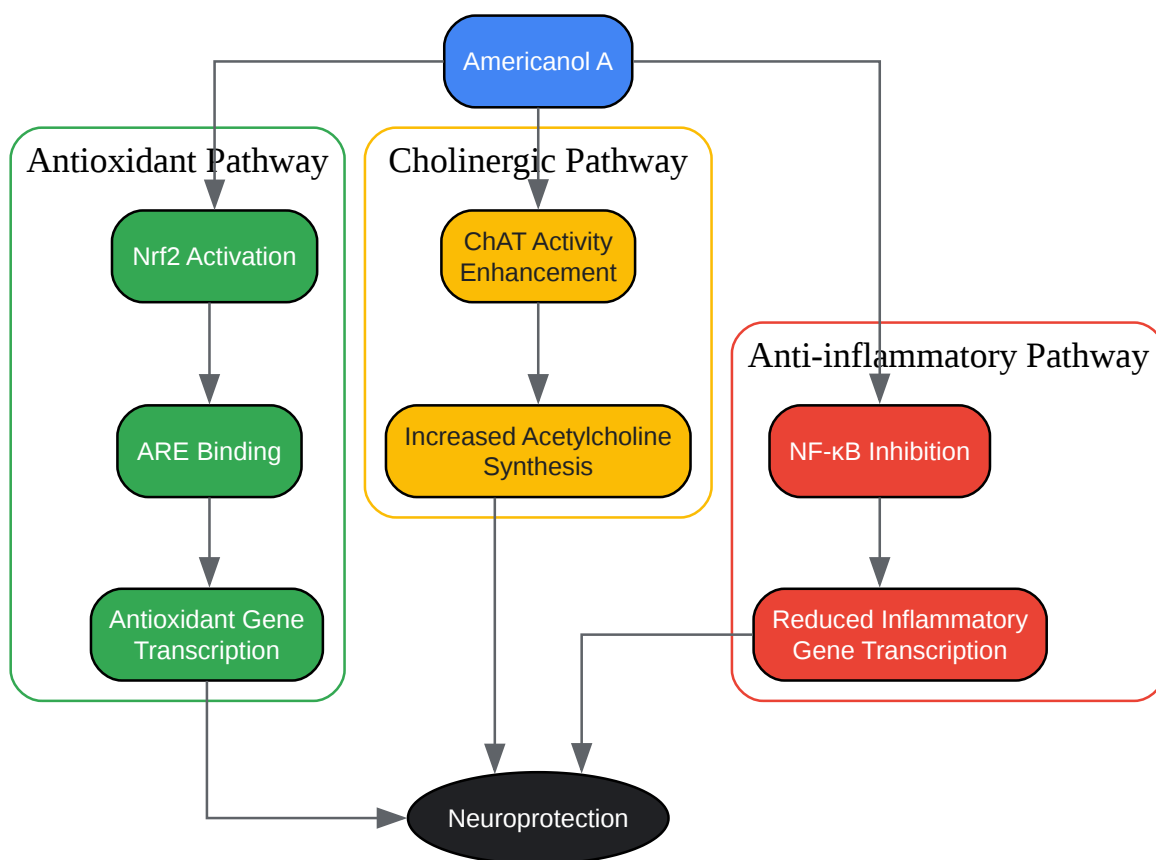 Americanol A
Antioxidant Pathway
Cholinergic Pathway
Nrf2 Activation
ChAT Activity
Enhancement
Anti-inflammatory Pathway
ARE Binding
Increased Acetylcholine
Synthesis
NF-κB Inhibition
Antioxidant Gene
Transcription
Reduced Inflammatory
Gene Transcription
Neuroprotection